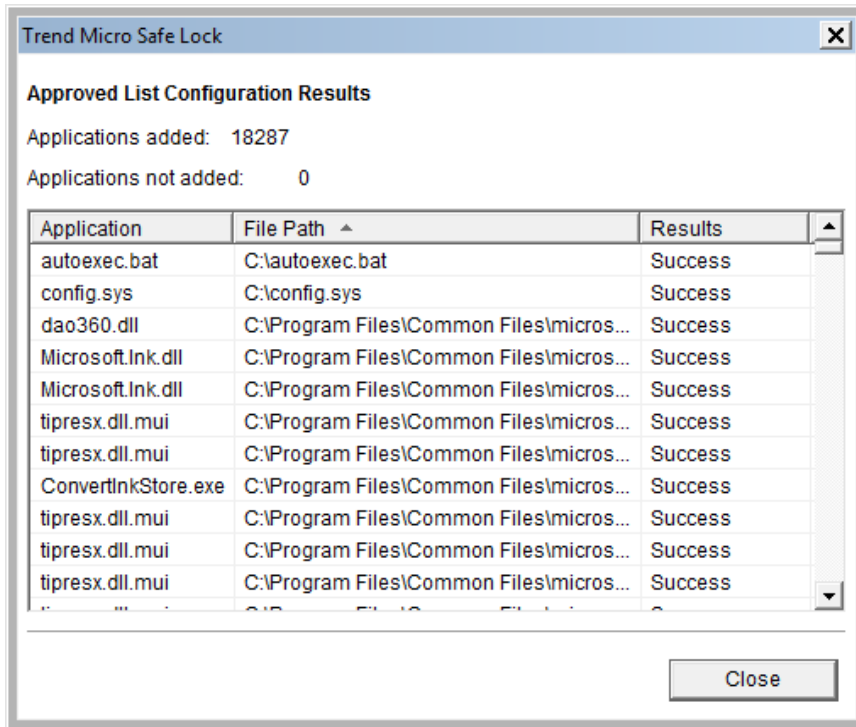 Trend Micro Safe Lock
Approved List Configuration Results
Applications added: 18287
Applications not added: 0
Application File Path Results
autoexec.bat C:\autoexec.bat Success
config.sys C:\config.sys Success
dao360.dll C:\Program Files\Common Files\micros... Success
Microsoft.Ink.dll C:\Program Files\Common Files\micros... Success
Microsoft.Ink.dll C:\Program Files\Common Files\micros... Success
tipresx.dll.mui C:\Program Files\Common Files\micros... Success
tipresx.dll.mui C:\Program Files\Common Files\micros... Success
ConvertInkStore.exe C:\Program Files\Common Files\micros... Success
tipresx.dll.mui C:\Program Files\Common Files\micros... Success
tipresx.dll.mui C:\Program Files\Common Files\micros... Success
tipresx.dll.mui C:\Program Files\Common Files\micros... Success
Close